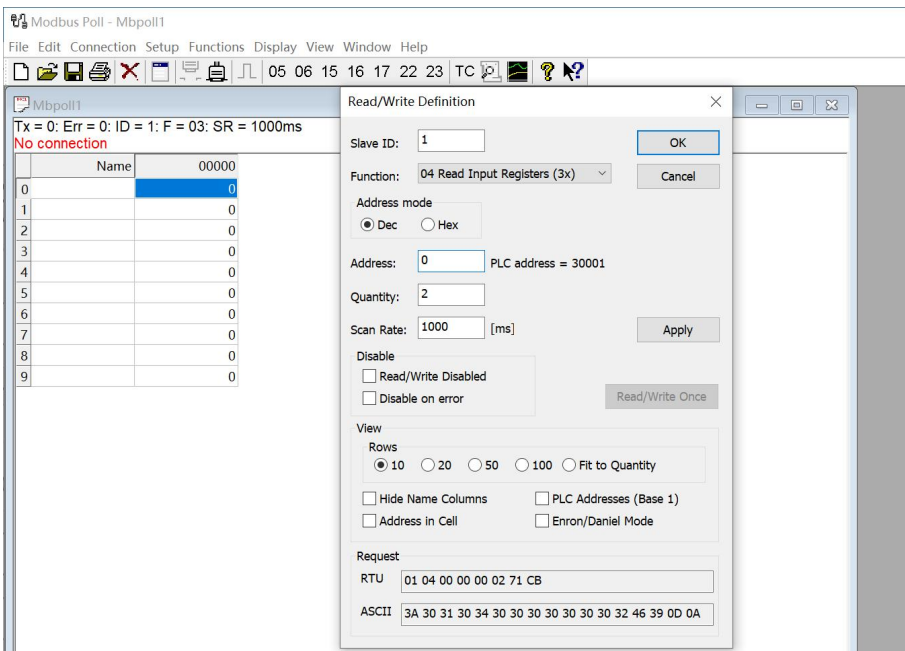 Modbus Poll - Mbpoll1
File Edit Connection Setup Functions Display View Window Help
05 06 15 16 17 22 23 TC
Mbpoll1
Tx = 0: Err = 0: ID = 1: F = 03: SR = 1000ms
No connection
Name 00000
0 0
1 0
2 0
3 0
4 0
5 0
6 0
7 0
8 0
9 0
Read/Write Definition
Slave ID: 1 OK
Function: 04 Read Input Registers (3x) Cancel
Address mode
Dec Hex
Address: 0 PLC address = 30001
Quantity: 2
Scan Rate: 1000 [ms] Apply
Disable
Read/Write Disabled
Disable on error
Read/Write Once
View
Rows
10 20 50 100 Fit to Quantity
Hide Name Columns PLC Addresses (Base 1)
Address in Cell Enron/Daniel Mode
Request
RTU 01 04 00 00 00 02 71 CB
ASCII 3A 30 31 30 34 30 30 30 30 30 30 30 32 46 39 0D 0A